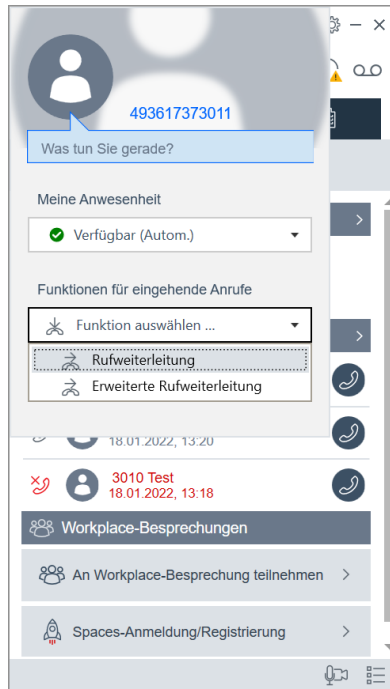 493617373011
Was tun Sie gerade?
Meine Anwesenheit
Verfügbar (Autom.)
Funktionen für eingehende Anrufe
Funktion auswählen ...
Rufweiterleitung
Erweiterte Rufweiterleitung
18.01.2022, 13:20
3010 Test
18.01.2022, 13:18
Workplace-Besprechungen
An Workplace-Besprechung teilnehmen
Spaces-Anmeldung/Registrierung